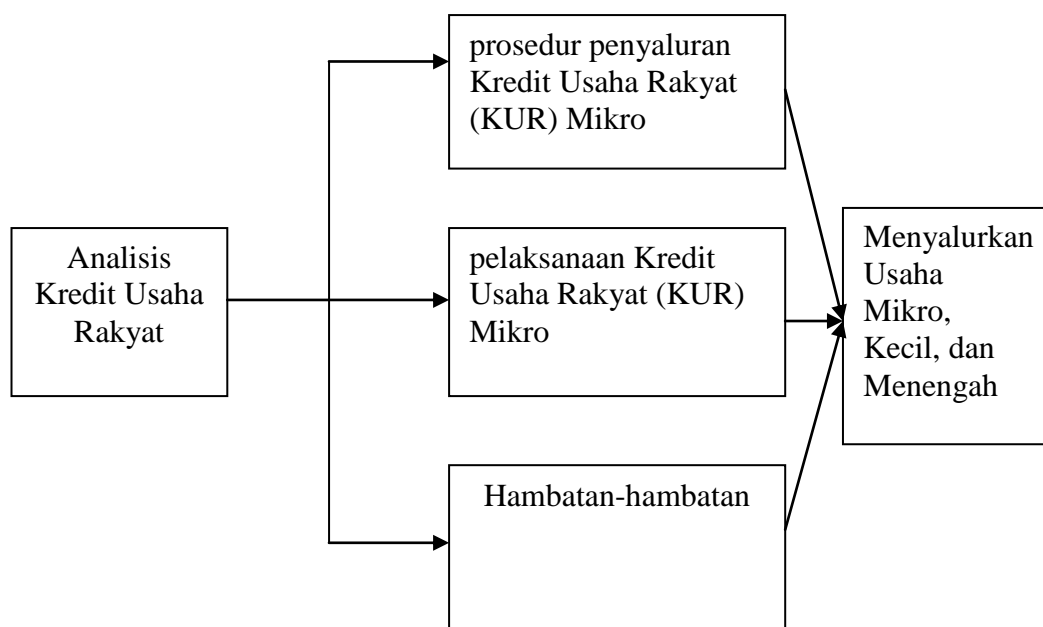 Analisis
Kredit Usaha
Rakyat
prosedur penyaluran
Kredit Usaha Rakyat
(KUR) Mikro
pelaksanaan Kredit
Usaha Rakyat (KUR)
Mikro
Hambatan-hambatan
Menyalurkan
Usaha
Mikro,
Kecil, dan
Menengah